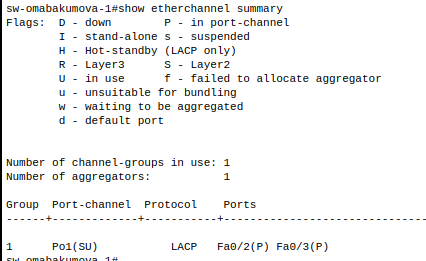 sw-omabakumova-1#show etherchannel summary
Flags:  D - down        P - in port-channel
        I - stand-alone s - suspended
        H - Hot-standby (LACP only)
        R - Layer3      S - Layer2
        U - in use      f - failed to allocate aggregator
        u - unsuitable for bundling
        w - waiting to be aggregated
        d - default port
Number of channel-groups in use: 1
Number of aggregators:           1
Group  Port-channel  Protocol    Ports
------+-------------+-----------+----------------------------
1      Po1(SU)           LACP   Fa0/2(P) Fa0/3(P)
sw-omabakumova-1#